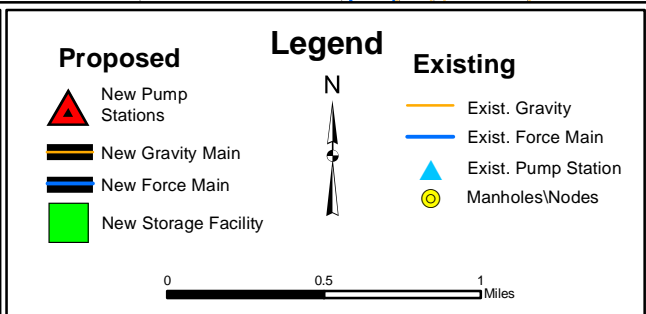 Legend
Proposed
New Pump
Stations
New Gravity Main
New Force Main
New Storage Facility
N
Existing
Exist. Gravity
Exist. Force Main
Exist. Pump Station
Manholes\Nodes
0 0.5 1
Miles